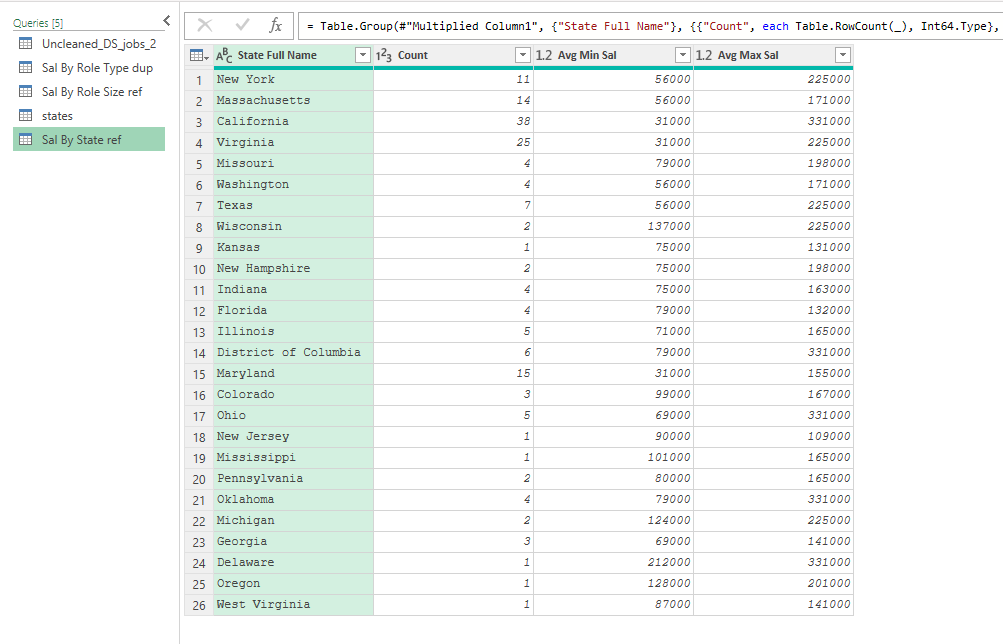 Queries [5]
Uncleaned_DS_jobs_2
Sal By Role Type dup
Sal By Role Size ref
states
Sal By State ref
fx = Table.Group(#"Multiplied Column1", {"State Full Name"}, {{"Count", each Table.RowCount(_), Int64.Type},
ABC State Full Name 123 Count 1.2 Avg Min Sal 1.2 Avg Max Sal
1 New York 11 56000 225000
2 Massachusetts 14 56000 171000
3 California 38 31000 331000
4 Virginia 25 31000 225000
5 Missouri 4 79000 198000
6 Washington 4 56000 171000
7 Texas 7 56000 225000
8 Wisconsin 2 137000 225000
9 Kansas 1 75000 131000
10 New Hampshire 2 75000 198000
11 Indiana 4 75000 163000
12 Florida 4 79000 132000
13 Illinois 5 71000 165000
14 District of Columbia 6 79000 331000
15 Maryland 15 31000 155000
16 Colorado 3 99000 167000
17 Ohio 5 69000 331000
18 New Jersey 1 90000 109000
19 Mississippi 1 101000 165000
20 Pennsylvania 2 80000 165000
21 Oklahoma 4 79000 331000
22 Michigan 2 124000 225000
23 Georgia 3 69000 141000
24 Delaware 1 212000 331000
25 Oregon 1 128000 201000
26 West Virginia 1 87000 141000